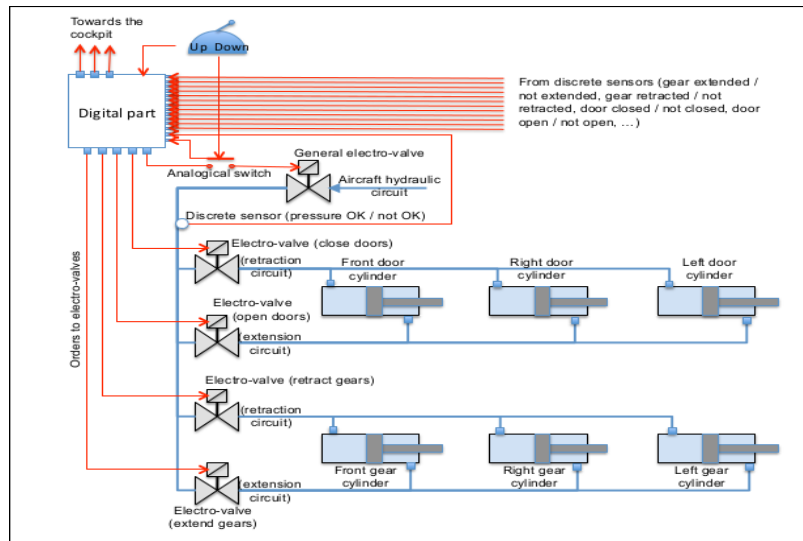 Towards the
cockpit
Up Down
Digital part
From discrete sensors (gear extended /
not extended, gear retracted / not
retracted, door closed / not closed, door
open / not open, ...)
General electro-valve
Analogical switch
Aircraft hydraulic
circuit
Discrete sensor (pressure OK / not OK)
Orders to electro-valves
Electro-valve (close doors)
(retraction
circuit)
Front door
cylinder
Right door
cylinder
Left door
cylinder
Electro-valve
(open doors)
(extension
circuit)
Electro-valve (retract gears)
(retraction
circuit)
Front gear
cylinder
Right gear
cylinder
Left gear
cylinder
(extension
circuit)
Electro-valve
(extend gears)